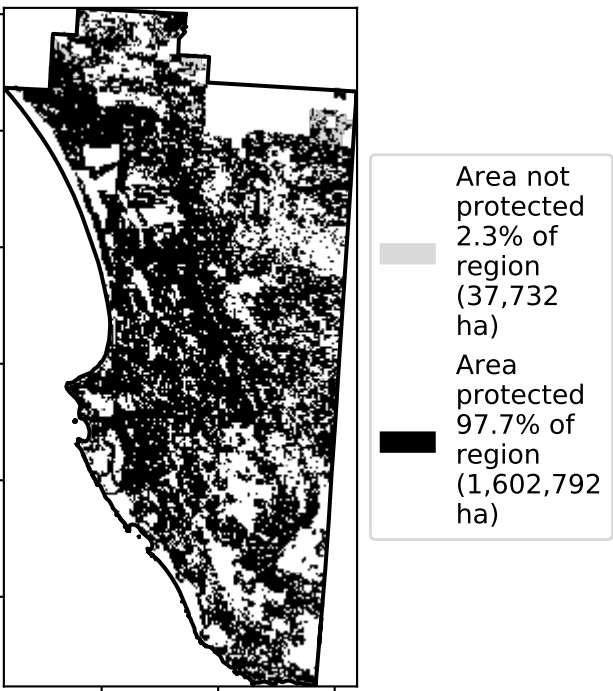 Area not
protected
2.3% of
region
(37,732
ha)
Area
protected
97.7% of
region
(1,602,792
ha)